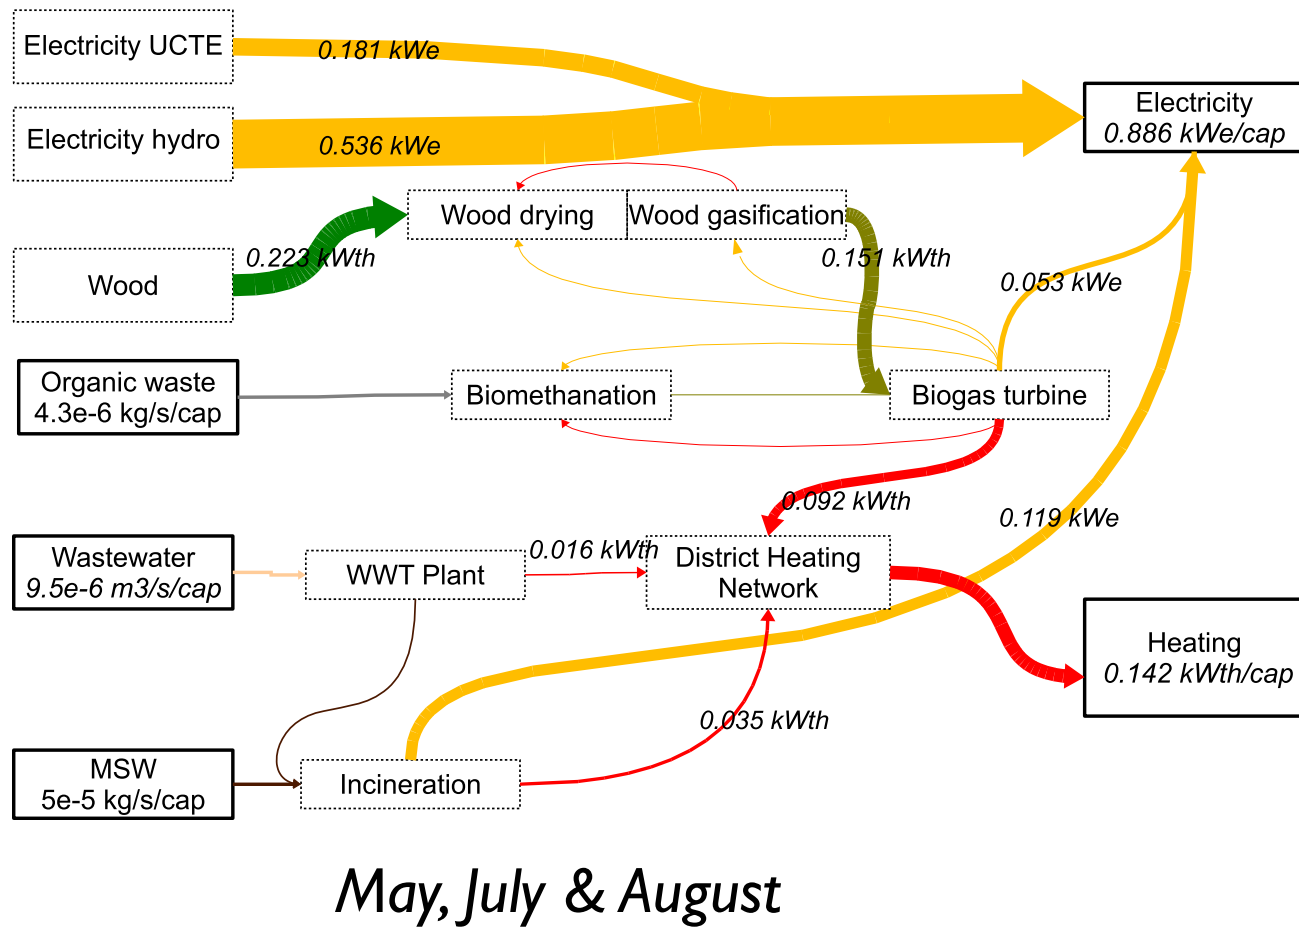 Electricity UCTE
0.181 kWe
Electricity
0.886 kWe/cap
Electricity hydro
0.536 kWe
Wood drying
Wood gasification
0.223 kWth
0.151 kWth
Wood
0.053 kWe
Organic waste
4.3e-6 kg/s/cap
Biomethanation
Biogas turbine
0.092 kWth
0.119 kWe
Wastewater
9.5e-6 m3/s/cap
WWT Plant
0.016 kWth
District Heating
Network
Heating
0.142 kWth/cap
0.035 kWth
MSW
5e-5 kg/s/cap
Incineration
May, July & August